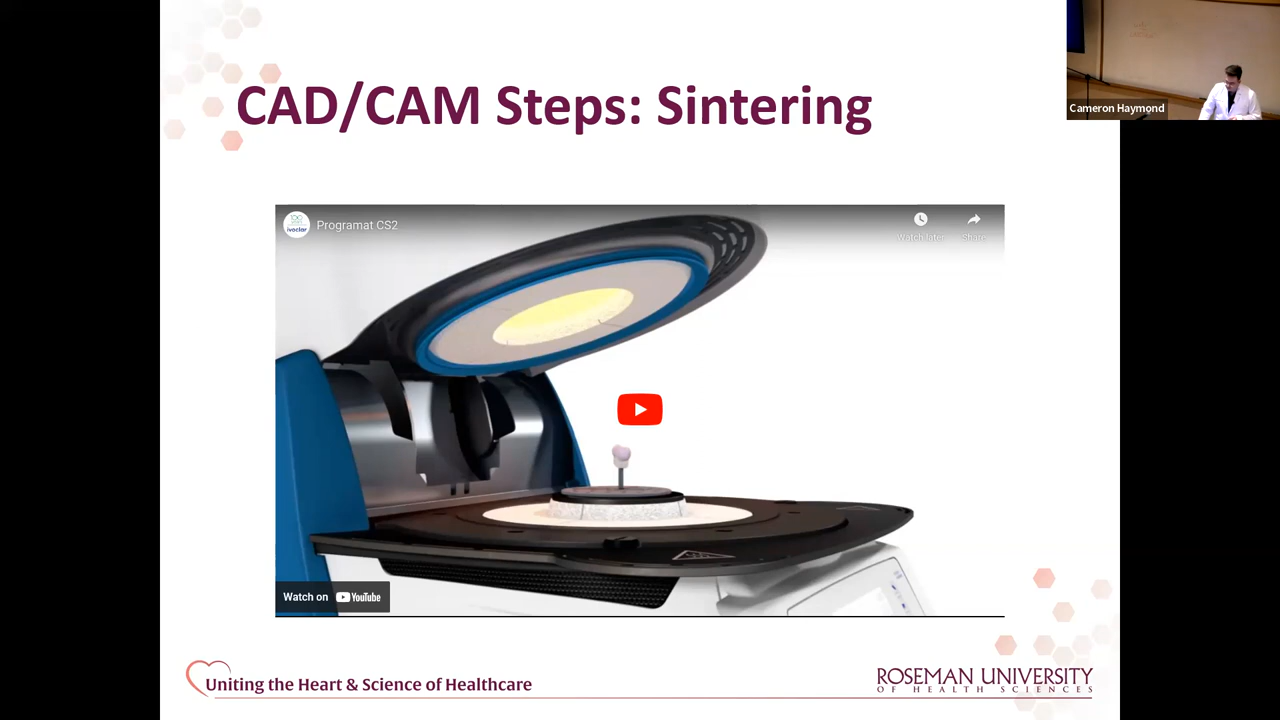 CAD/CAM Steps: Sintering
Cameron Haymond
ivoclar
Programat CS2
Watch later
Share
Watch on YouTube
Uniting the Heart & Science of Healthcare
ROSEMAN UNIVERSITY
OF HEALTH SCIENCES